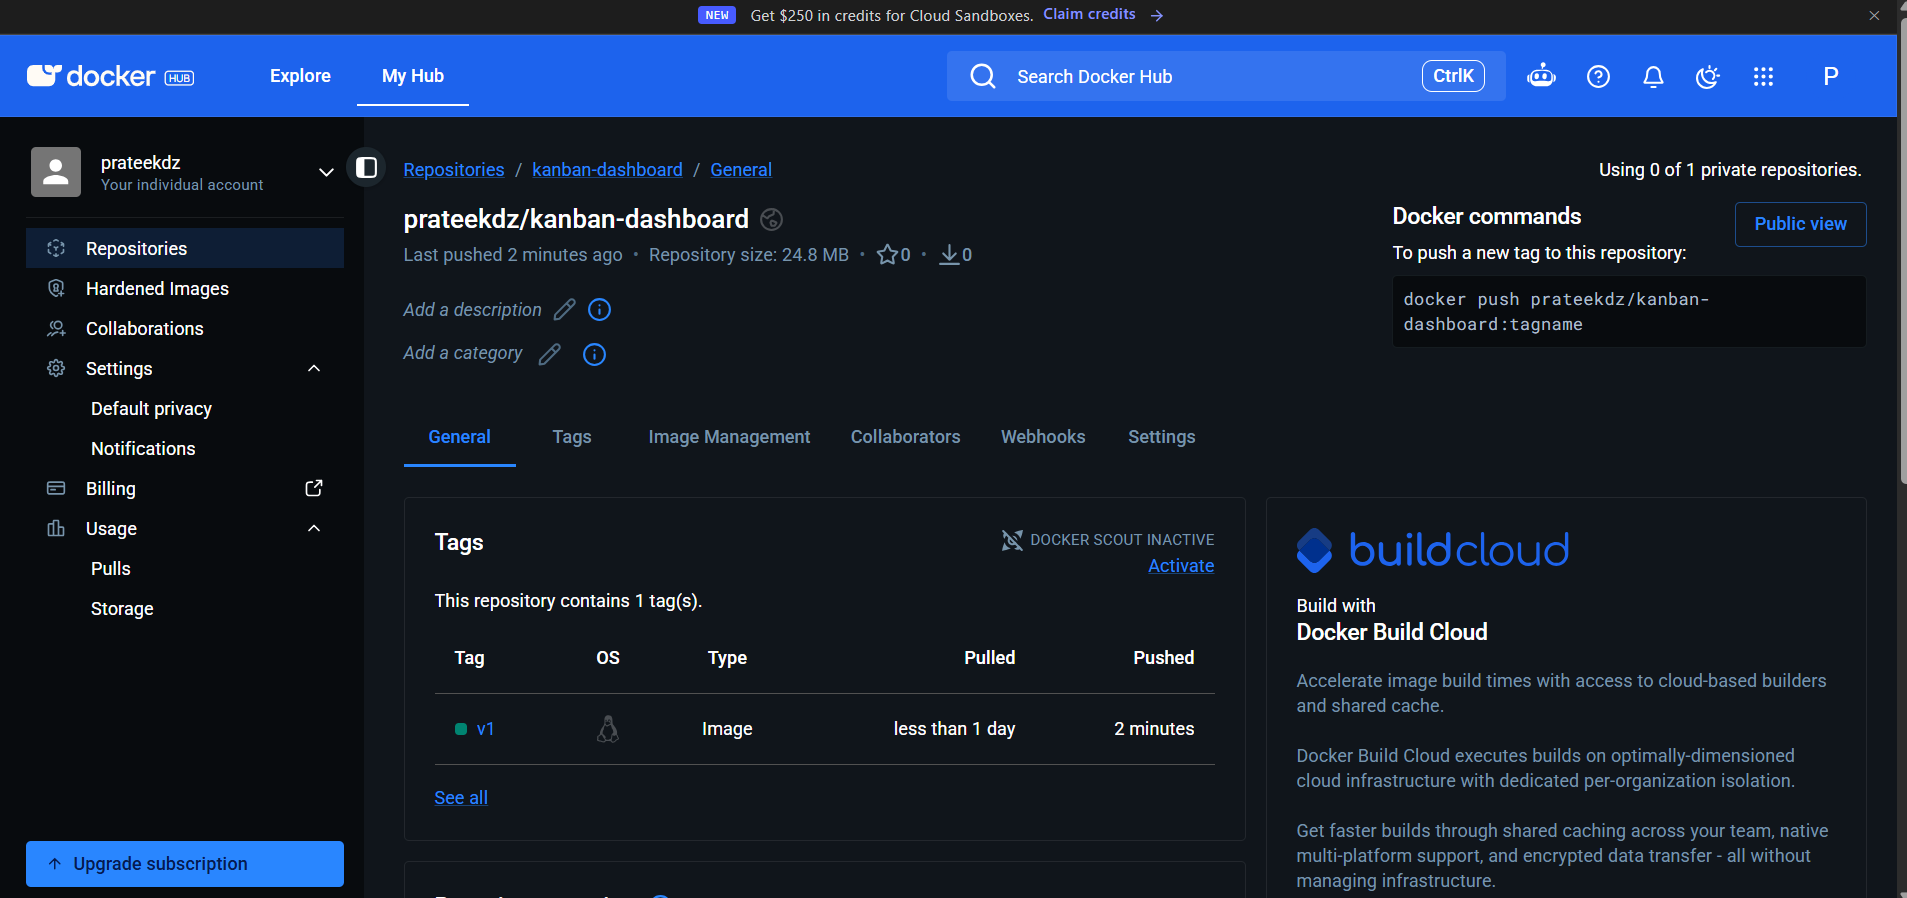 NEW Get $250 in credits for Cloud Sandboxes. Claim credits →
docker HUB Explore My Hub Search Docker Hub CtrlK P
prateekdz
Your individual account
Repositories
Hardened Images
Collaborations
Settings
Default privacy
Notifications
Billing
Usage
Pulls
Storage
Upgrade subscription
Repositories / kanban-dashboard / General
Using 0 of 1 private repositories.
prateekdz/kanban-dashboard
Last pushed 2 minutes ago • Repository size: 24.8 MB • 0 • 0
Add a description
Add a category
Docker commands
Public view
To push a new tag to this repository:
docker push prateekdz/kanban-
dashboard:tagname
General Tags Image Management Collaborators Webhooks Settings
Tags
DOCKER SCOUT INACTIVE
Activate
This repository contains 1 tag(s).
Tag OS Type Pulled Pushed
v1 Image less than 1 day 2 minutes
See all
buildcloud
Build with
Docker Build Cloud
Accelerate image build times with access to cloud-based builders
and shared cache.
Docker Build Cloud executes builds on optimally-dimensioned
cloud infrastructure with dedicated per-organization isolation.
Get faster builds through shared caching across your team, native
multi-platform support, and encrypted data transfer - all without
managing infrastructure.